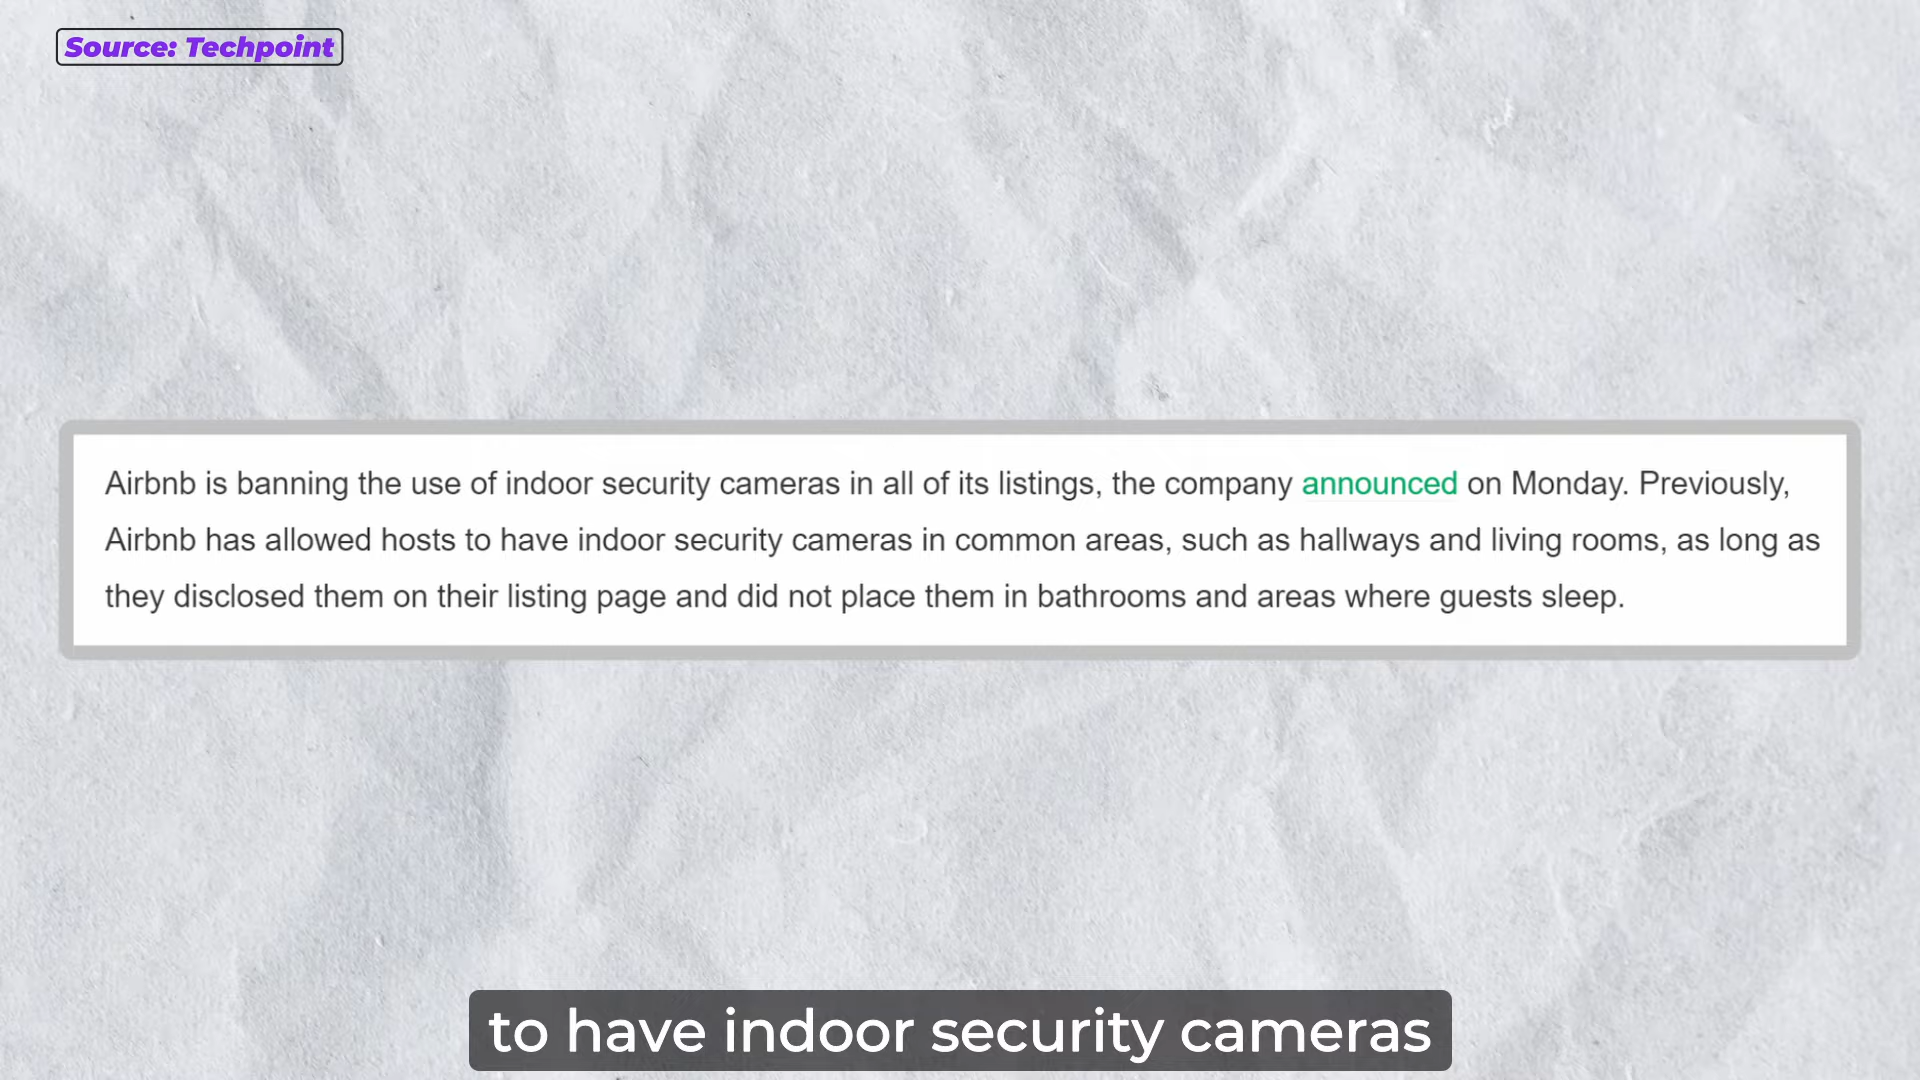 Source: Techpoint
Airbnb is banning the use of indoor security cameras in all of its listings, the company announced on Monday. Previously,
Airbnb has allowed hosts to have indoor security cameras in common areas, such as hallways and living rooms, as long as
they disclosed them on their listing page and did not place them in bathrooms and areas where guests sleep.
to have indoor security cameras